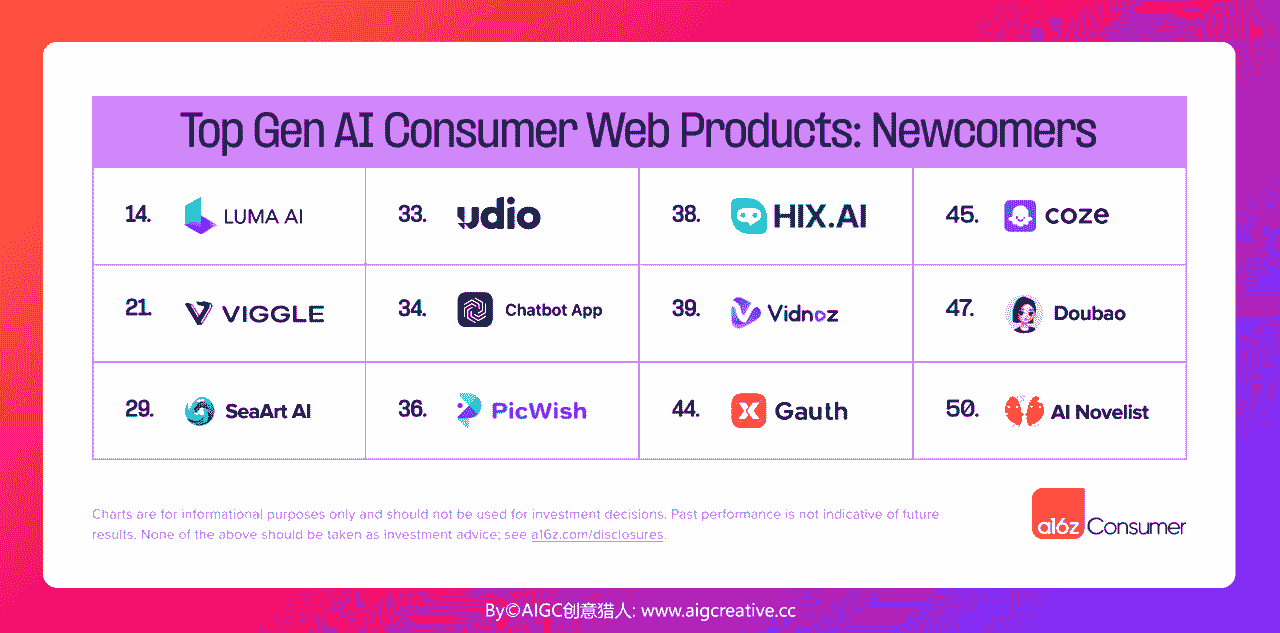 Top Gen AI Consumer Web Products: Newcomers
14. LUMA AI
33. udio
38. HIX.AI
45. coze
21. VIGGLE
34. Chatbot App
39. Vidnoz
47. Doubao
29. SeaArt AI
36. PicWish
44. Gauth
50. AI Novelist
Charts are for informational purposes only and should not be used for investment decisions. Past performance is not indicative of future
results. None of the above should be taken as investment advice; see a16z.com/disclosures.
a16z Consumer
By©AIGC创意猎人: www.aigcreative.cc